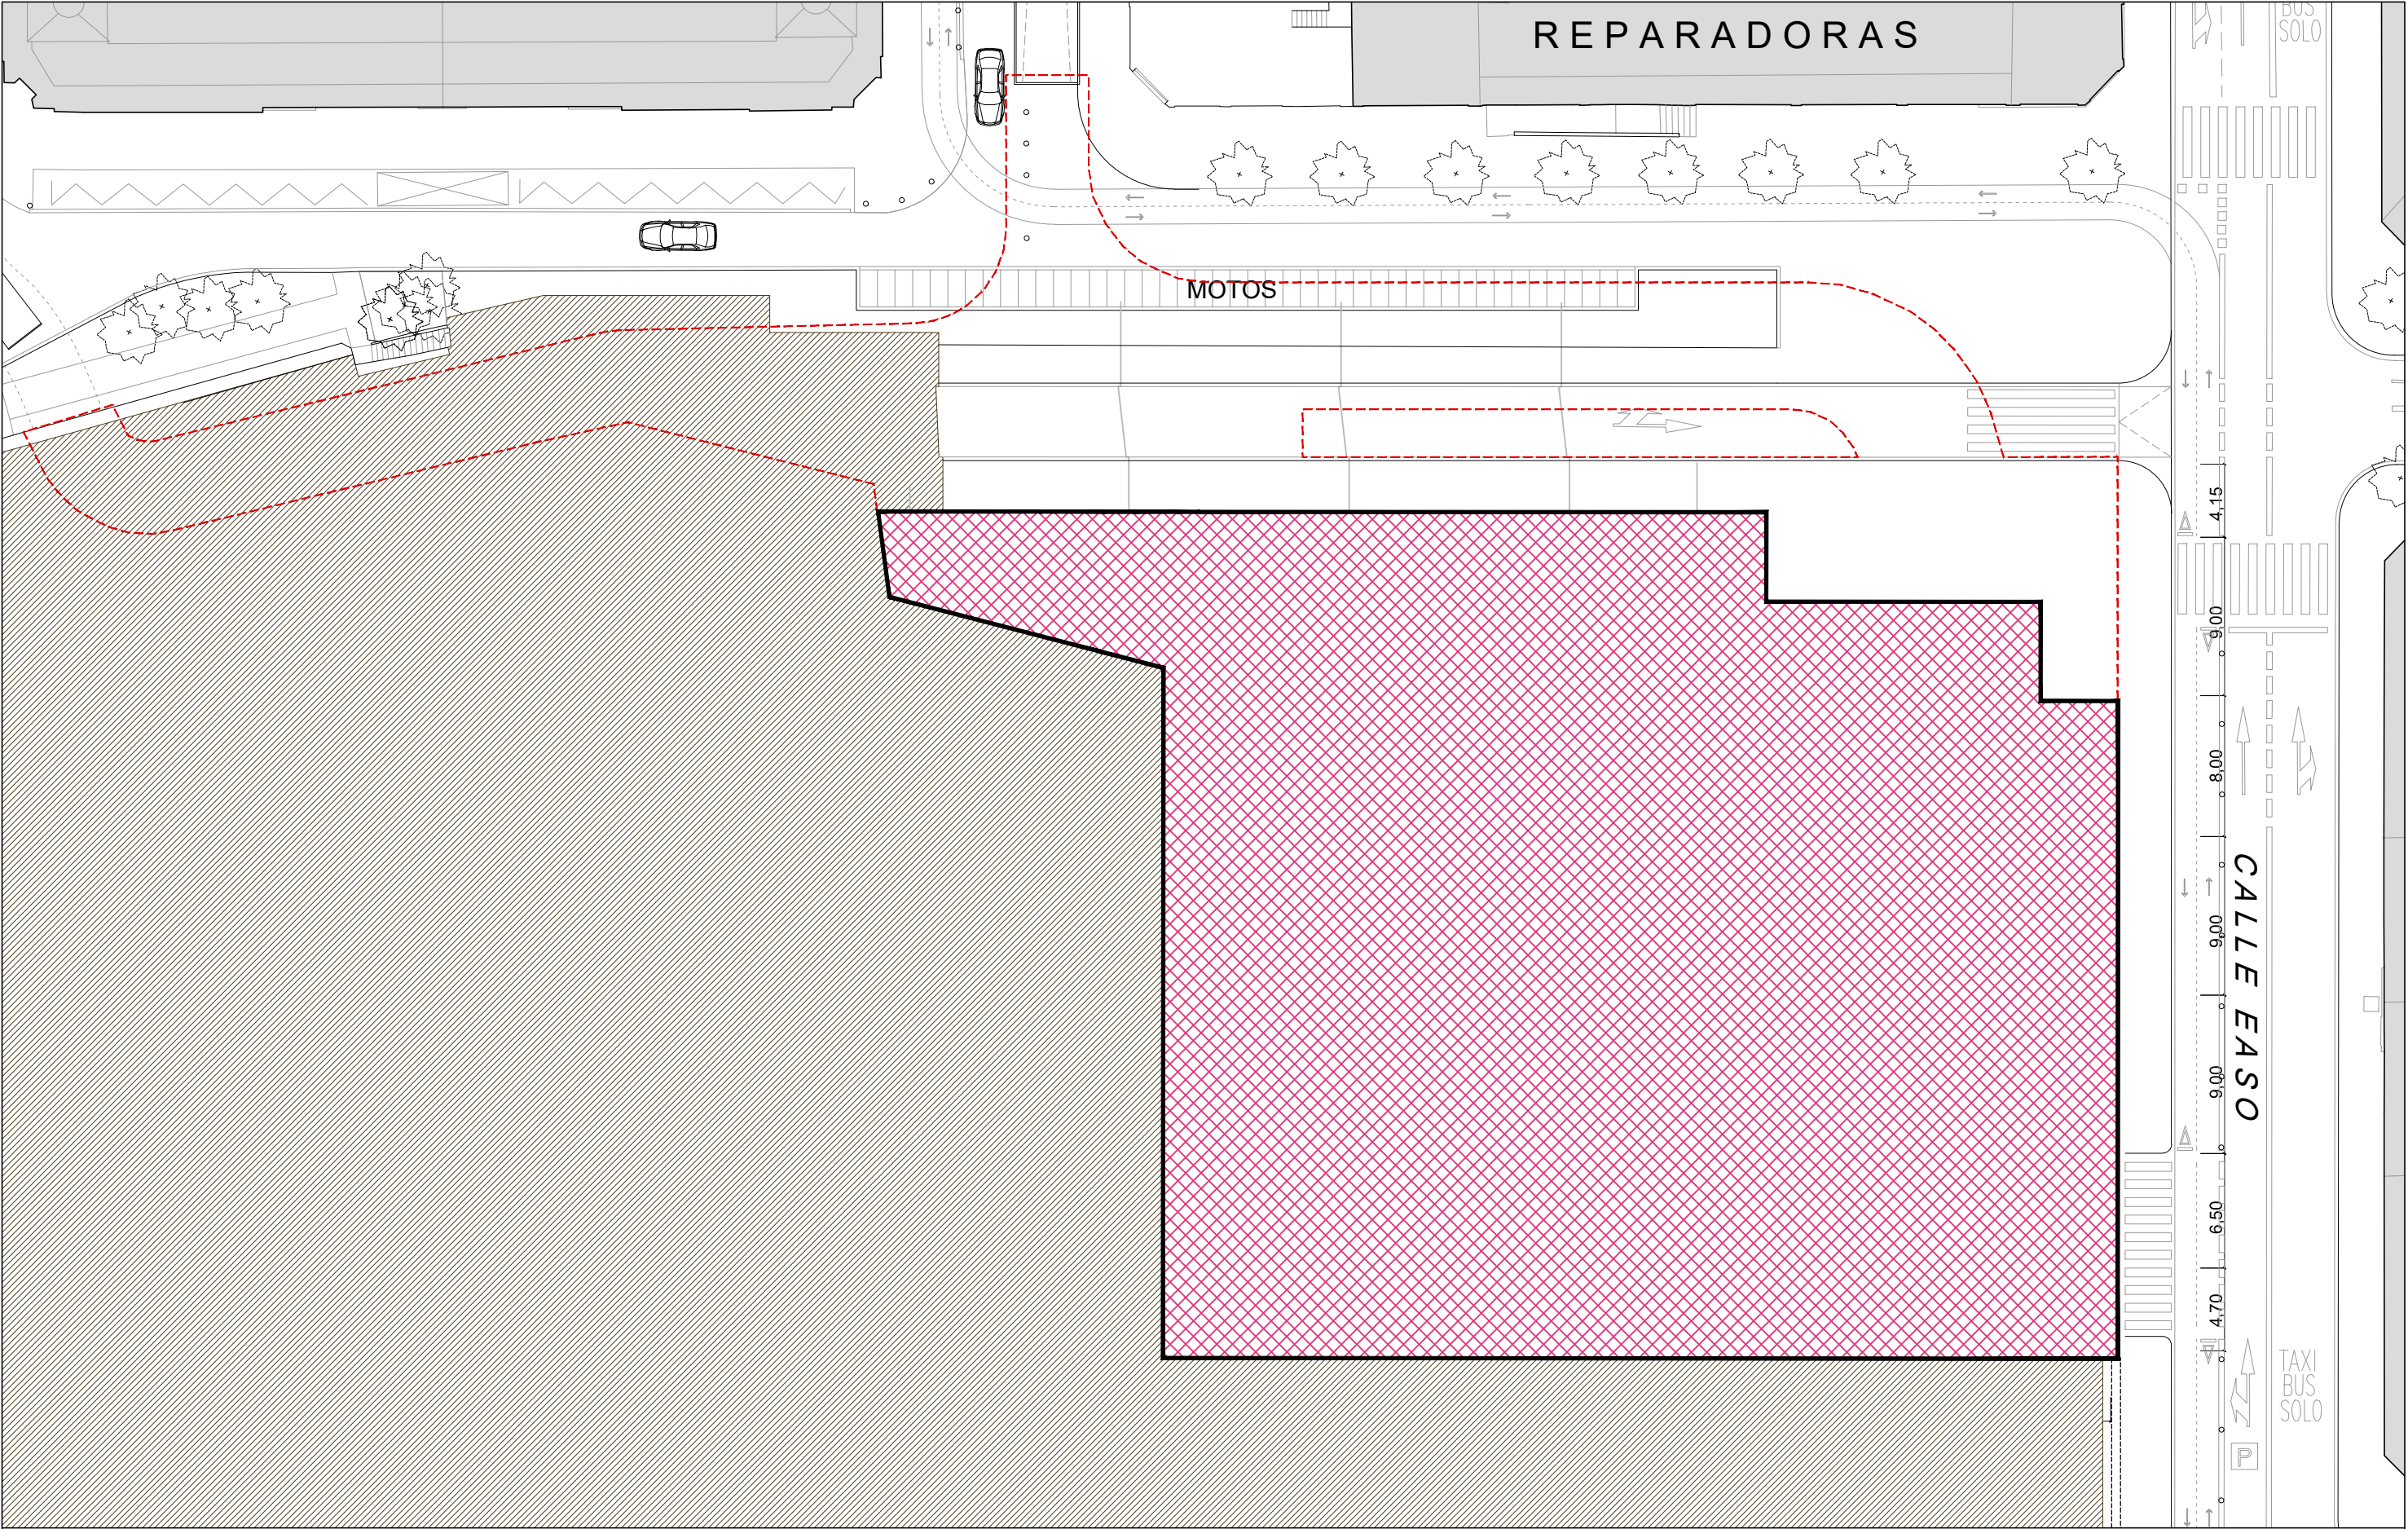 BUS
SOLO
REPARADORAS
MOTOS
4,15
9,00
8,00
9,00
CALLE EASO
9,00
6,50
4,70
TAXI
BUS
SOLO
P